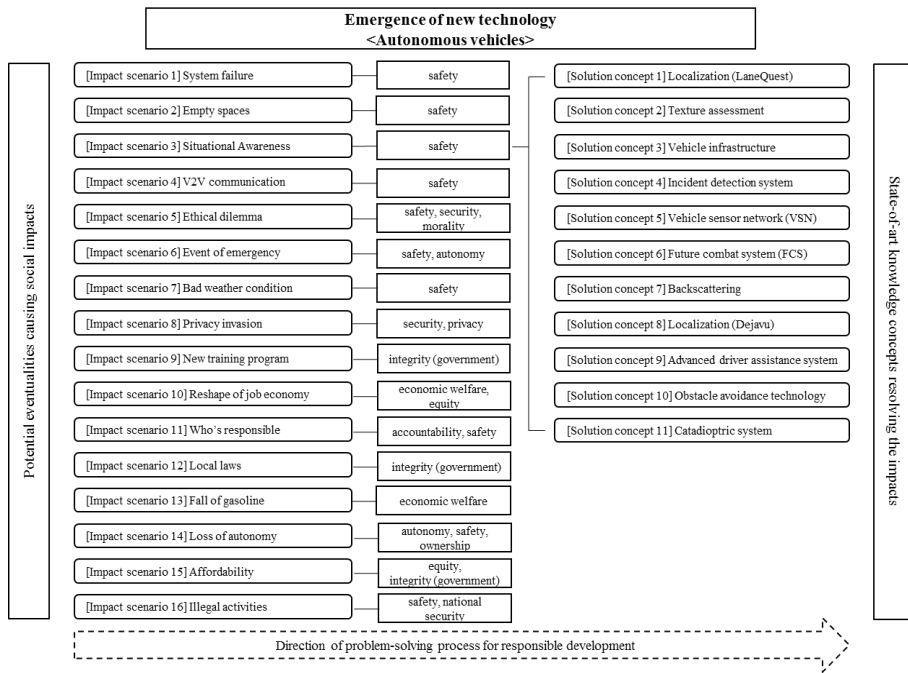 Emergence of new technology
<Autonomous vehicles>
Potential eventualities causing social impacts
[Impact scenario 1] System failure
safety
[Impact scenario 2] Empty spaces
safety
[Impact scenario 3] Situational Awareness
safety
[Impact scenario 4] V2V communication
safety
[Impact scenario 5] Ethical dilemma
safety, security,
morality
[Impact scenario 6] Event of emergency
safety, autonomy
[Impact scenario 7] Bad weather condition
safety
[Impact scenario 8] Privacy invasion
security, privacy
[Impact scenario 9] New training program
integrity (government)
[Impact scenario 10] Reshape of job economy
economic welfare,
equity
[Impact scenario 11] Who's responsible
accountability, safety
[Impact scenario 12] Local laws
integrity (government)
[Impact scenario 13] Fall of gasoline
economic welfare
[Impact scenario 14] Loss of autonomy
autonomy, safety,
ownership
[Impact scenario 15] Affordability
equity,
integrity (government)
[Impact scenario 16] Illegal activities
safety, national
security
[Solution concept 1] Localization (LaneQuest)
[Solution concept 2] Texture assessment
[Solution concept 3] Vehicle infrastructure
[Solution concept 4] Incident detection system
[Solution concept 5] Vehicle sensor network (VSN)
[Solution concept 6] Future combat system (FCS)
[Solution concept 7] Backscattering
[Solution concept 8] Localization (Dejavu)
[Solution concept 9] Advanced driver assistance system
[Solution concept 10] Obstacle avoidance technology
[Solution concept 11] Catadioptric system
State-of-art knowledge concepts resolving the impacts
Direction of problem-solving process for responsible development